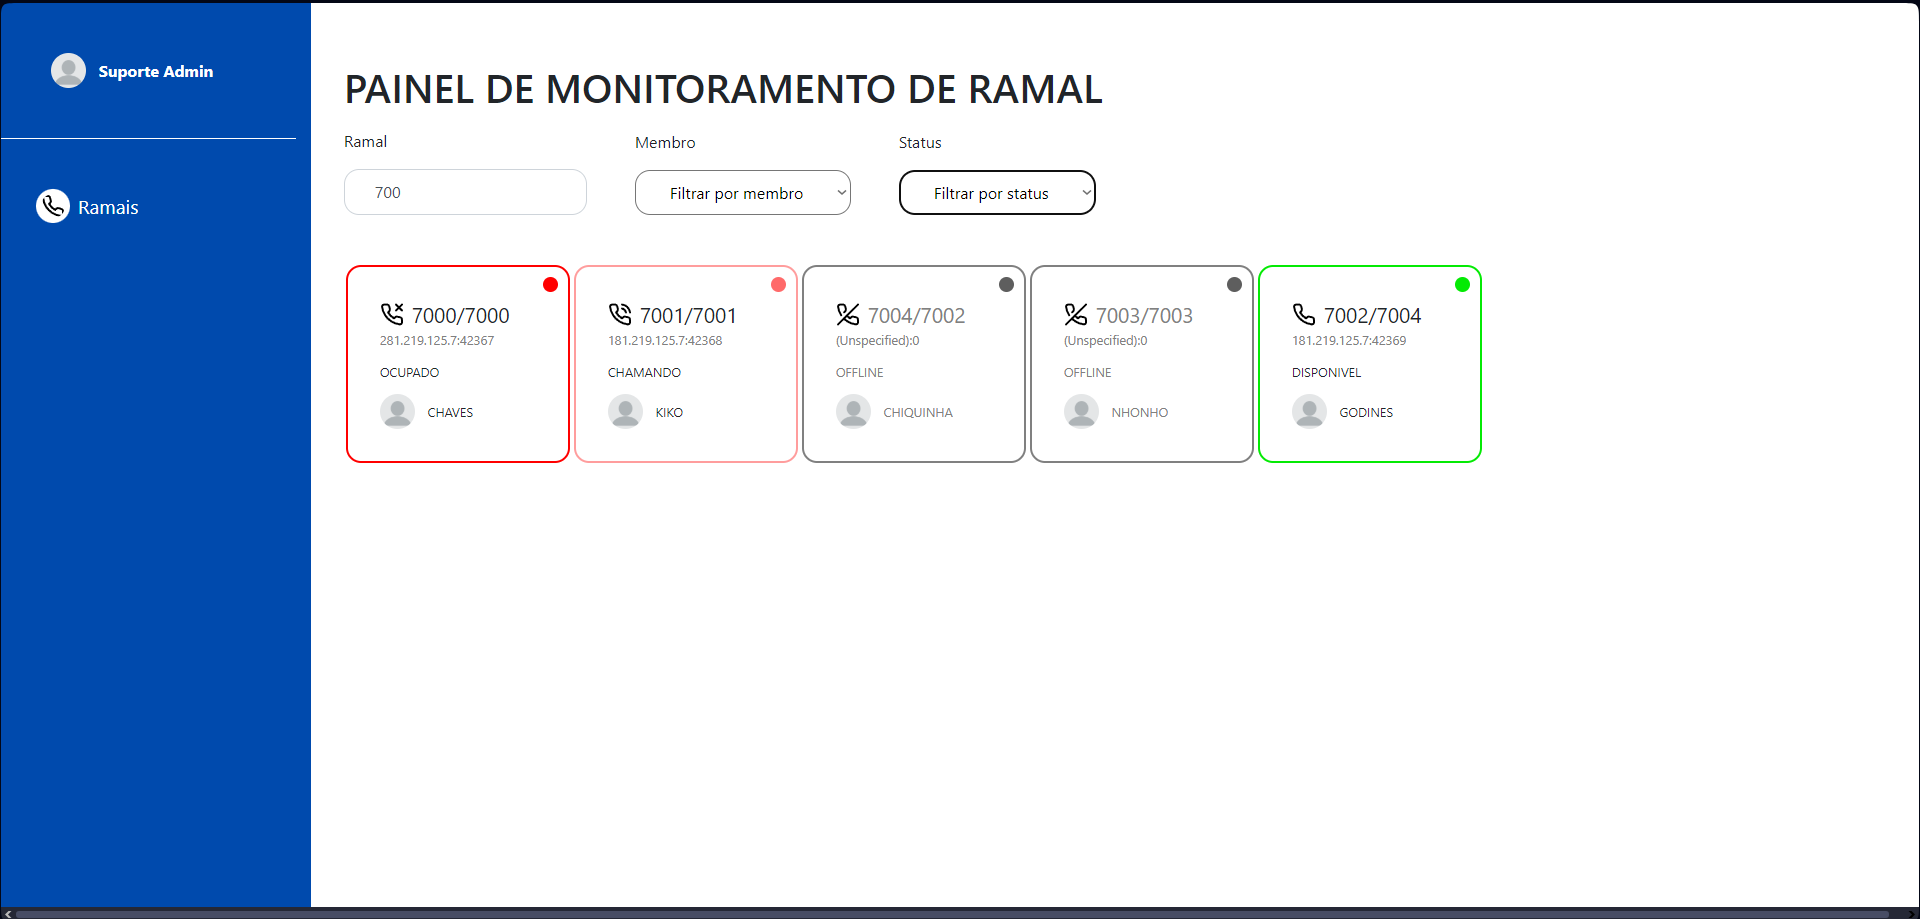 Suporte Admin
Ramais
PAINEL DE MONITORAMENTO DE RAMAL
Ramal
Membro
Status
700
Filtrar por membro
Filtrar por status
7000/7000
281.219.125.7:42367
OCUPADO
CHAVES
7001/7001
181.219.125.7:42368
CHAMANDO
KIKO
7004/7002
(Unspecified):0
OFFLINE
CHIQUINHA
7003/7003
(Unspecified):0
OFFLINE
NHONHO
7002/7004
181.219.125.7:42369
DISPONIVEL
GODINES